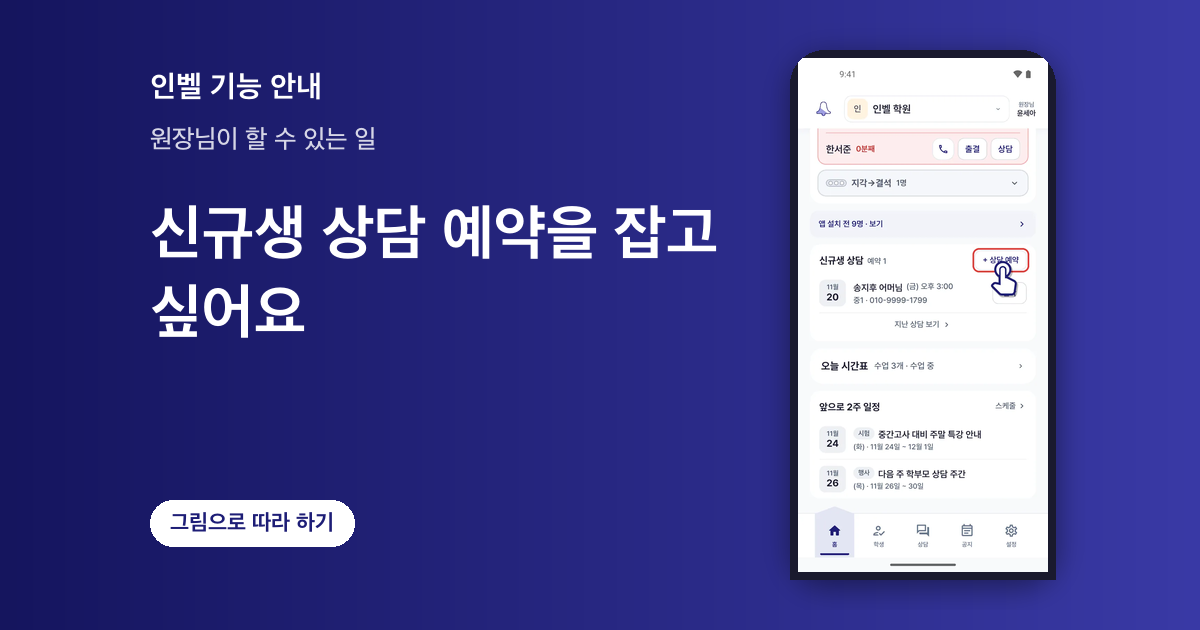 인벨 기능 안내
원장님이 할 수 있는 일
신규생 상담 예약을 잡고
싶어요
그림으로 따라 하기
9:41
인 인벨 학원
원장님
윤세아
한서준 0분째 출결 상담
지각→결석 1명
앱 설치 전 9명 · 보기
신규생 상담 예약 1
+ 상담 예약
11월
20
송지후 어머님 (금) 오후 3:00
중1 · 010-9999-1799
지난 상담 보기
오늘 시간표 수업 3개 · 수업 중
앞으로 2주 일정 스케줄
11월
24
시험 중간고사 대비 주말 특강 안내
(화) · 11월 24일 ~ 12월 1일
11월
26
행사 다음 주 학부모 상담 주간
(목) · 11월 26일 ~ 30일
홈 학생 상담 공지 설정